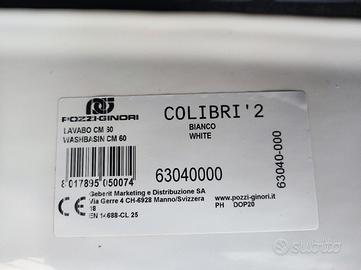 POZZI-GINORI
COLIBRI'2
LAVABO CM 60
WASHBASIN CM 60
BIANCO
WHITE
8 017895 050074
63040000
63040-000
Geberit Marketing e Distribuzione SA
Via Gerre 4 CH-6928 Manno/Svizzera
18
EN 14688-CL 25
www.pozzi-ginori.it
PH DOP20
CE
subito